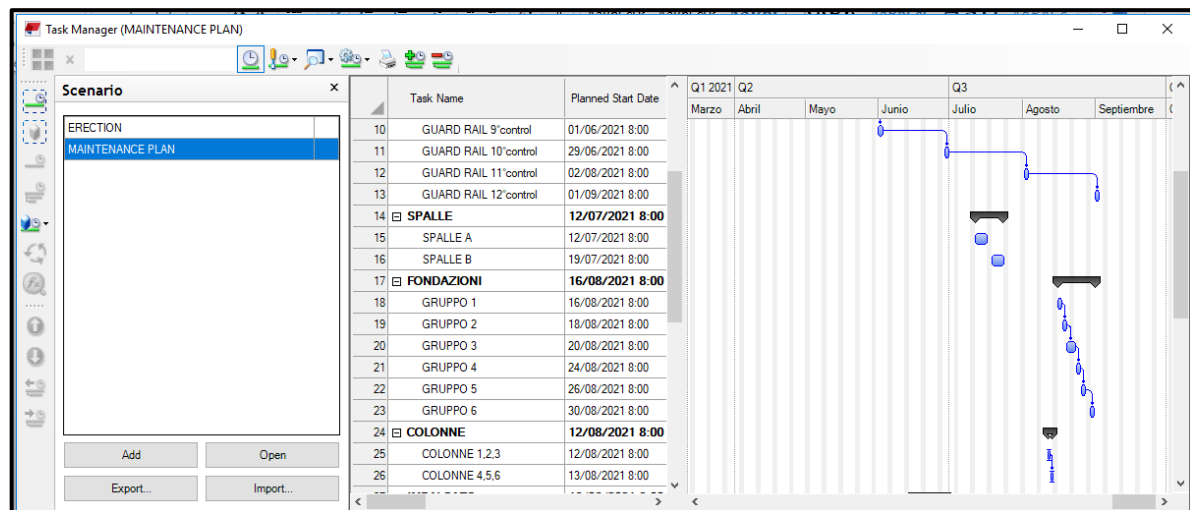 Task Manager (MAINTENANCE PLAN)
Scenario
ERECTION
MAINTENANCE PLAN
Add Open
Export... Import...
Task Name Planned Start Date
10 GUARD RAIL 9°control 01/06/2021 8:00
11 GUARD RAIL 10°control 29/06/2021 8:00
12 GUARD RAIL 11°control 02/08/2021 8:00
13 GUARD RAIL 12°control 01/09/2021 8:00
14 SPALLE 12/07/2021 8:00
15 SPALLE A 12/07/2021 8:00
16 SPALLE B 19/07/2021 8:00
17 FONDAZIONI 16/08/2021 8:00
18 GRUPPO 1 16/08/2021 8:00
19 GRUPPO 2 18/08/2021 8:00
20 GRUPPO 3 20/08/2021 8:00
21 GRUPPO 4 24/08/2021 8:00
22 GRUPPO 5 26/08/2021 8:00
23 GRUPPO 6 30/08/2021 8:00
24 COLONNE 12/08/2021 8:00
25 COLONNE 1,2,3 12/08/2021 8:00
26 COLONNE 4,5,6 13/08/2021 8:00
Q1 2021 Q2 Q3
Marzo Abril Mayo Junio Julio Agosto Septiembre